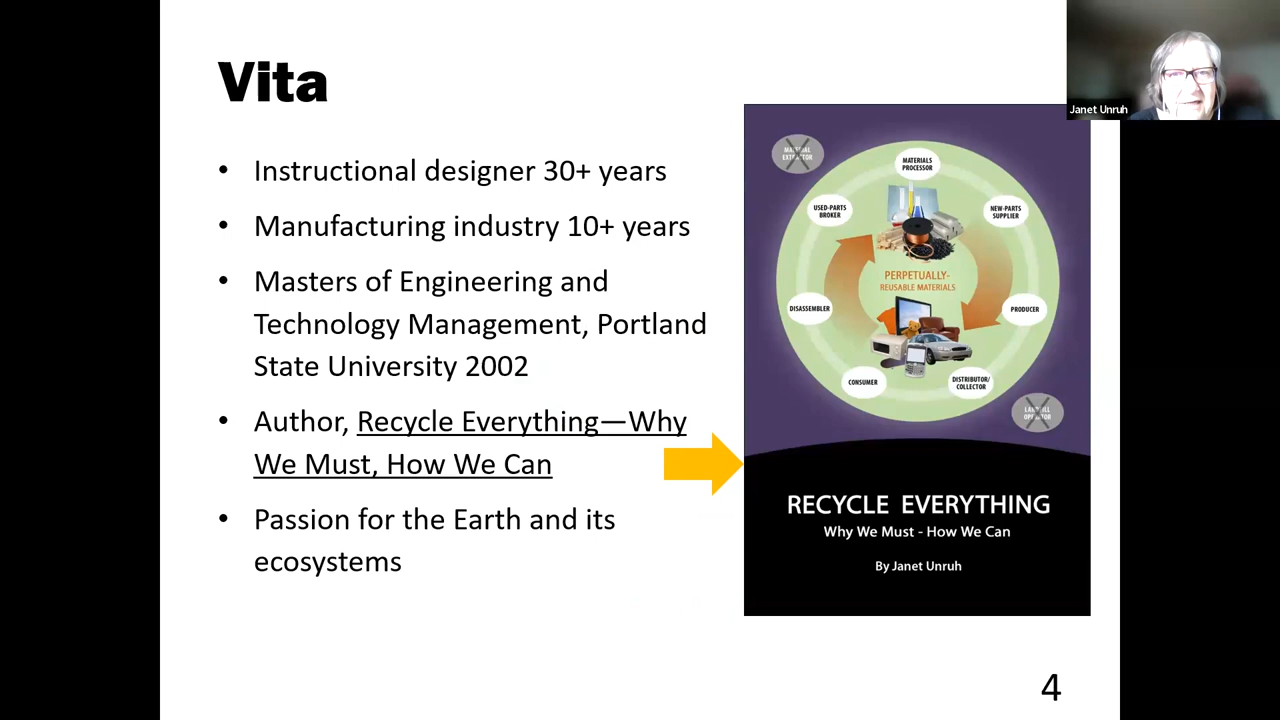 Vita
• Instructional designer 30+ years
• Manufacturing industry 10+ years
• Masters of Engineering and
Technology Management, Portland
State University 2002
• Author, Recycle Everything—Why
We Must, How We Can
• Passion for the Earth and its
ecosystems
Janet Unruh
MATERIAL
EXTRACTOR
MATERIALS
PROCESSOR
USED-PARTS
BROKER
NEW-PARTS
SUPPLIER
PERPETUALLY-
REUSABLE MATERIALS
DISASSEMBLER
PRODUCER
CONSUMER
DISTRIBUTOR/
COLLECTOR
LANDFILL
OPERATOR
RECYCLE EVERYTHING
Why We Must - How We Can
By Janet Unruh
4